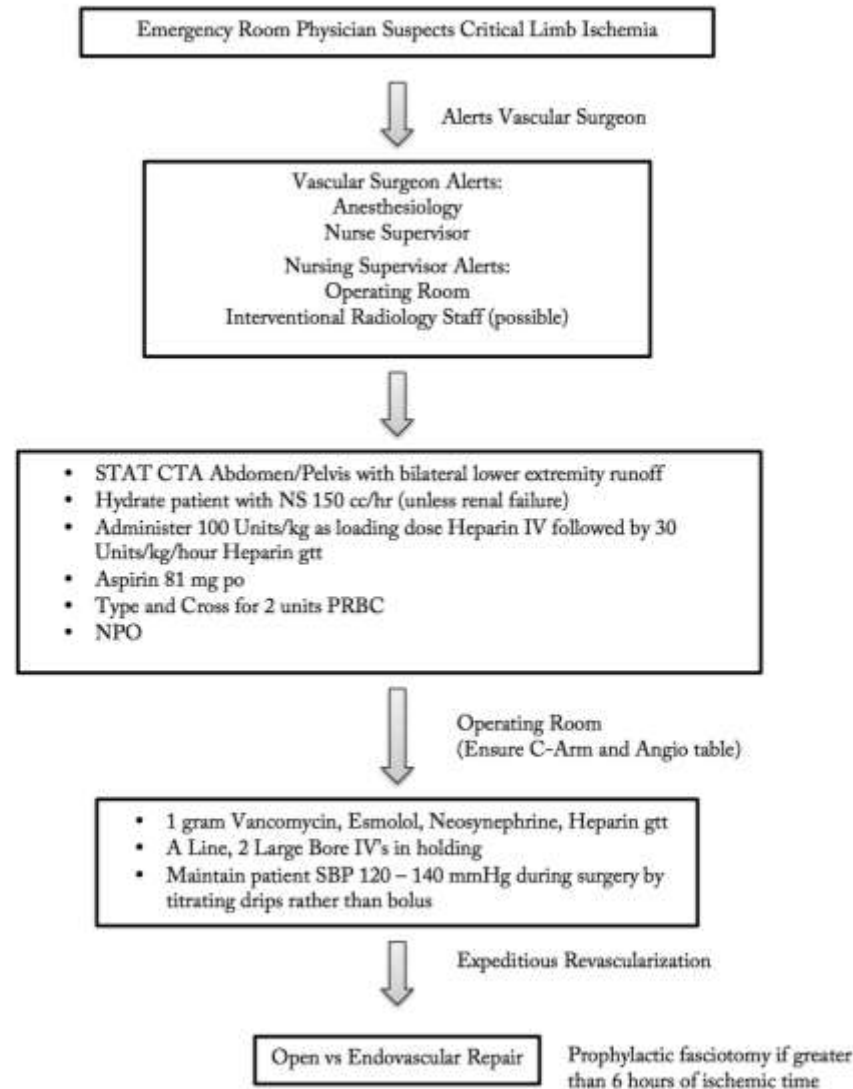 Emergency Room Physician Suspects Critical Limb Ischemia
Alerts Vascular Surgeon
Vascular Surgeon Alerts:
Anesthesiology
Nurse Supervisor
Nursing Supervisor Alerts:
Operating Room
Interventional Radiology Staff (possible)
• STAT CTA Abdomen/Pelvis with bilateral lower extremity runoff
• Hydrate patient with NS 150 cc/hr (unless renal failure)
• Administer 100 Units/kg as loading dose Heparin IV followed by 30
Units/kg/hour Heparin gtt
• Aspirin 81 mg po
• Type and Cross for 2 units PRBC
• NPO
Operating Room
(Ensure C-Arm and Angio table)
• 1 gram Vancomycin, Esmolol, Neosynephrine, Heparin gtt
• A Line, 2 Large Bore IV's in holding
• Maintain patient SBP 120 – 140 mmHg during surgery by
titrating drips rather than bolus
Expeditious Revascularization
Open vs Endovascular Repair
Prophylactic fasciotomy if greater
than 6 hours of ischemic time